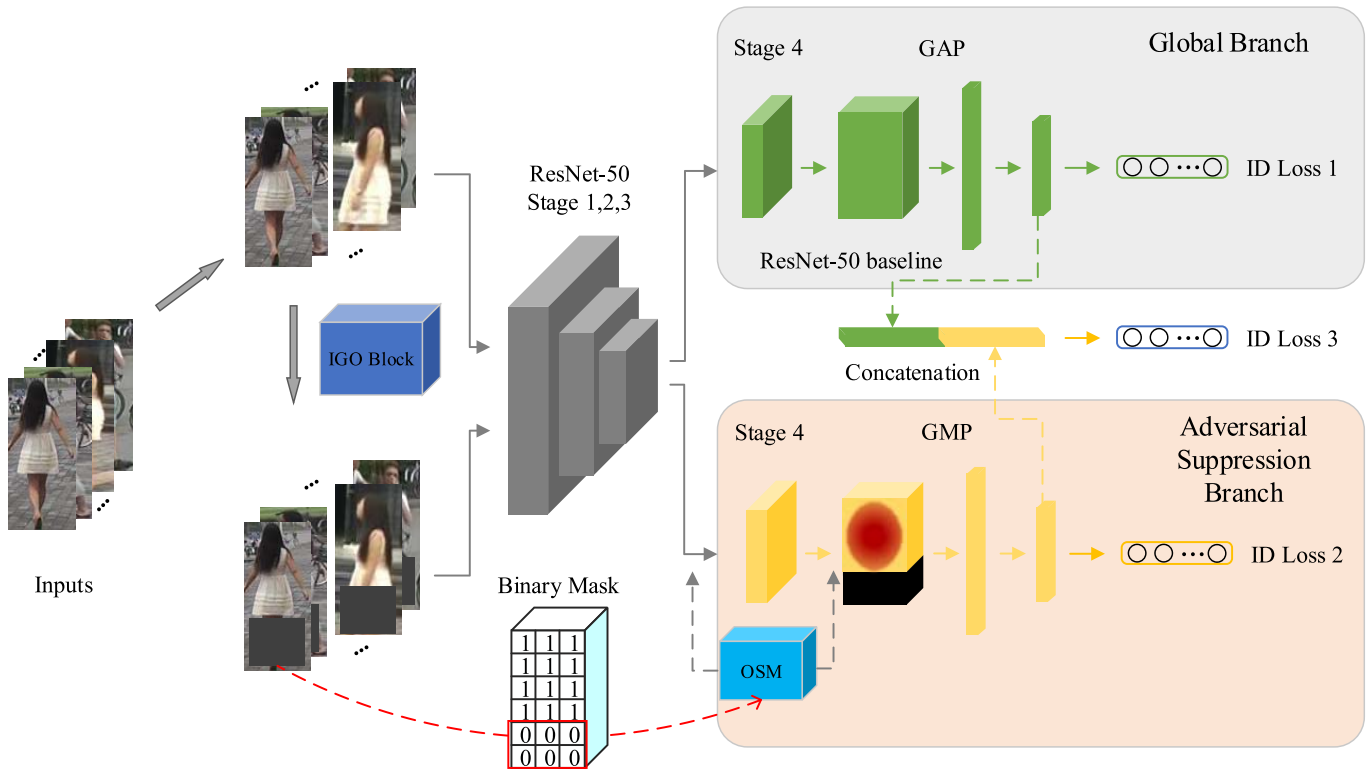 Stage 4
GAP
Global Branch
ResNet-50
Stage 1,2,3
ID Loss 1
ResNet-50 baseline
IGO Block
ID Loss 3
Concatenation
Stage 4
GMP
Adversarial
Suppression
Branch
ID Loss 2
Inputs
Binary Mask
1 1 1
1 1 1
1 1 1
1 1 1
0 0 0
0 0 0
OSM